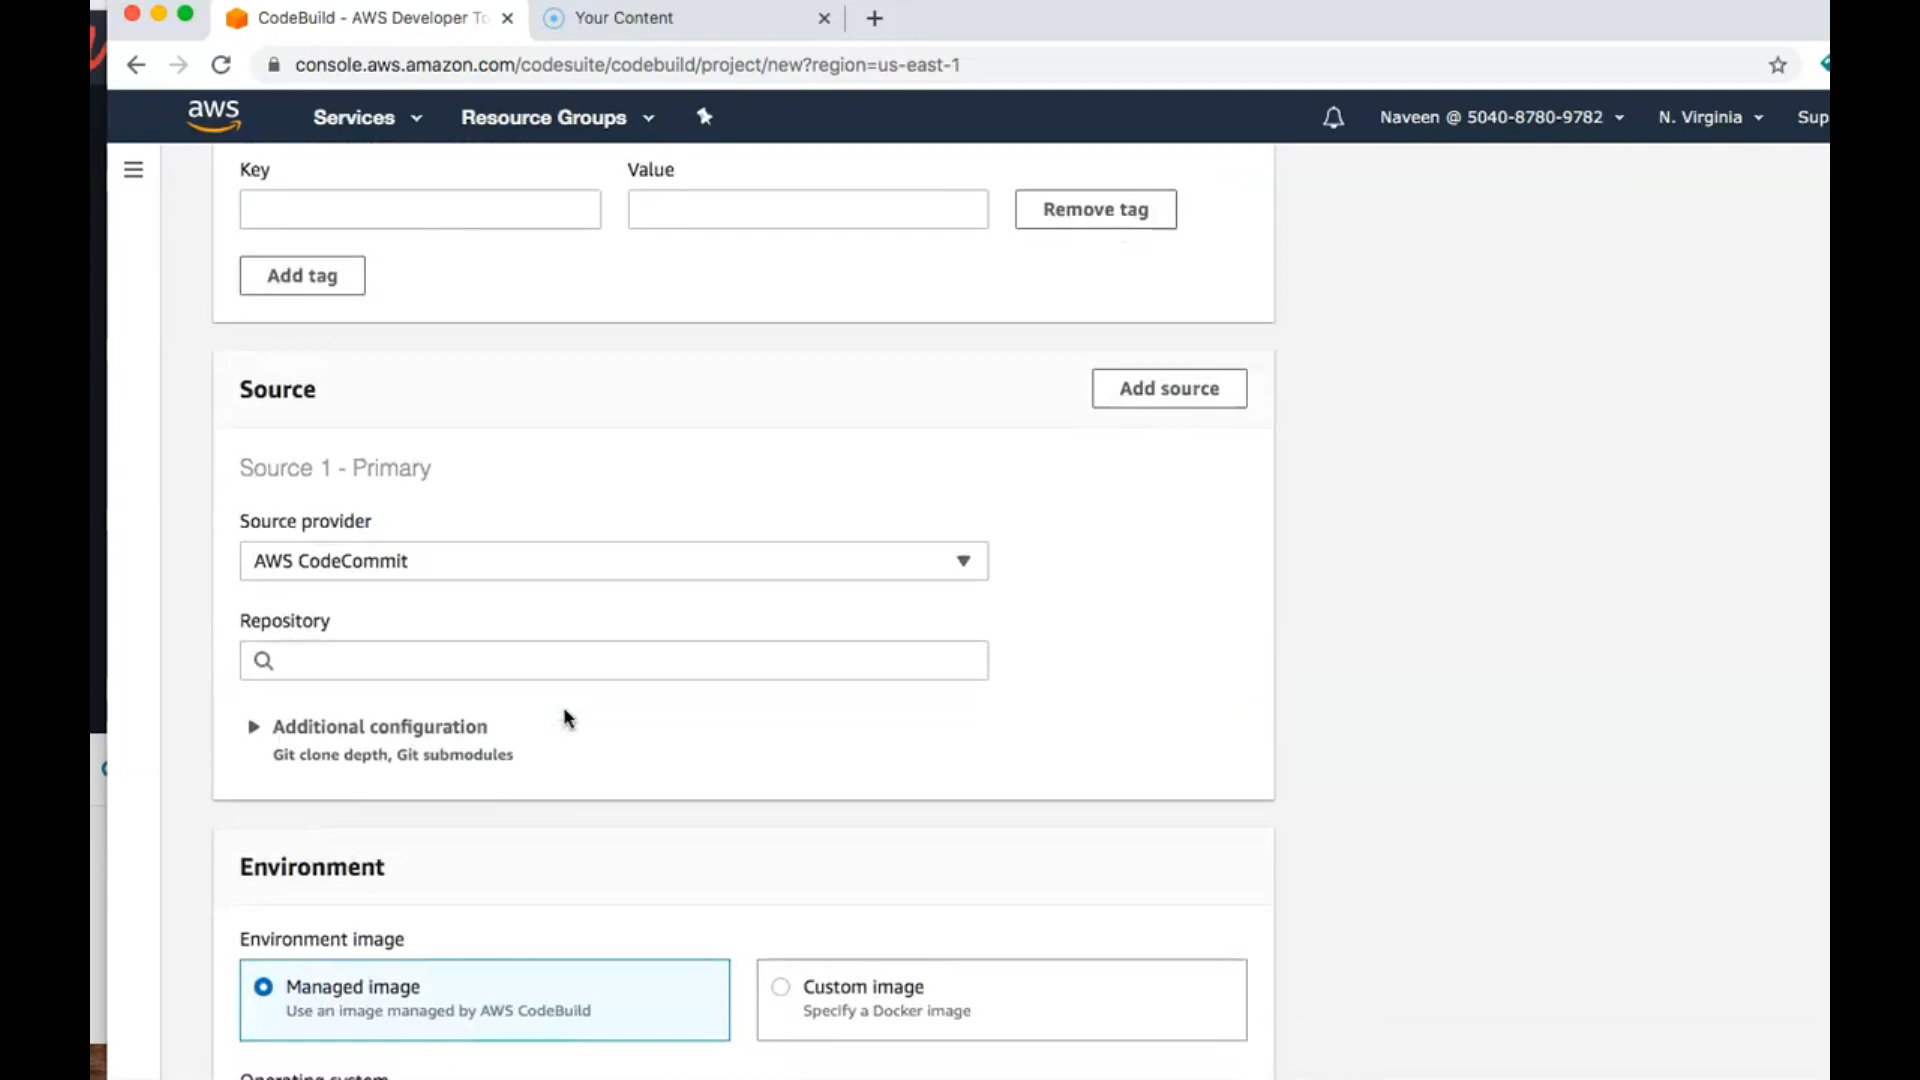 CodeBuild - AWS Developer To
Your Content
console.aws.amazon.com/codesuite/codebuild/project/new?region=us-east-1
aws
Services
Resource Groups
Naveen @ 5040-8780-9782
N. Virginia
Sup
Key
Value
Remove tag
Add tag
Source
Add source
Source 1 - Primary
Source provider
AWS CodeCommit
Repository
Additional configuration
Git clone depth, Git submodules
Environment
Environment image
Managed image
Use an image managed by AWS CodeBuild
Custom image
Specify a Docker image
Operating system